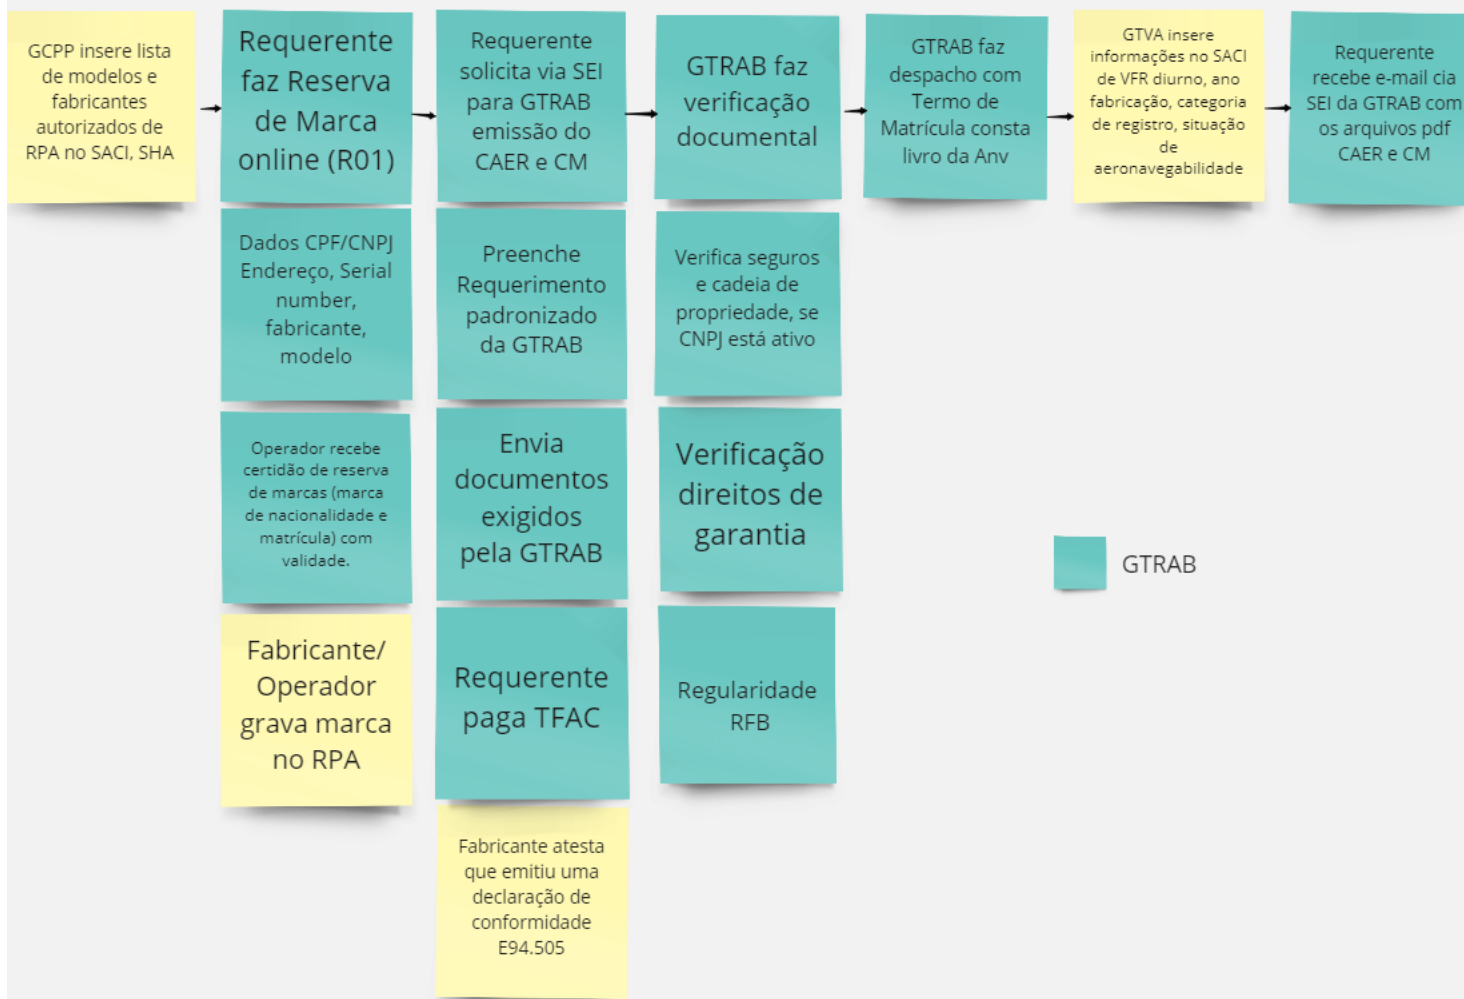 GCPP insere lista
de modelos e
fabricantes
autorizados de
RPA no SACI, SHA
Requerente
faz Reserva
de Marca
online (R01)
Requerente
solicita via SEI
para GTRAB
emissão do
CAER e CM
GTRAB faz
verificação
documental
GTRAB faz
despacho com
Termo de
Matrícula consta
livro da Anv
GTVA insere
informações no SACI
de VFR diurno, ano
fabricação, categoria
de registro, situação
de
aeronavegabilidade
Requerente
recebe e-mail cia
SEI da GTRAB com
os arquivos pdf
CAER e CM
Dados CPF/CNPJ
Endereço, Serial
number,
fabricante,
modelo
Preenche
Requerimento
padronizado
da GTRAB
Verifica seguros
e cadeia de
propriedade, se
CNPJ está ativo
Operador recebe
certidão de reserva
de marcas (marca
de nacionalidade e
matrícula) com
validade.
Envia
documentos
exigidos
pela GTRAB
Verificação
direitos de
garantia
GTRAB
Fabricante/
Operador
grava marca
no RPA
Requerente
paga TFAC
Regularidade
RFB
Fabricante atesta
que emitiu uma
declaração de
conformidade
E94.505